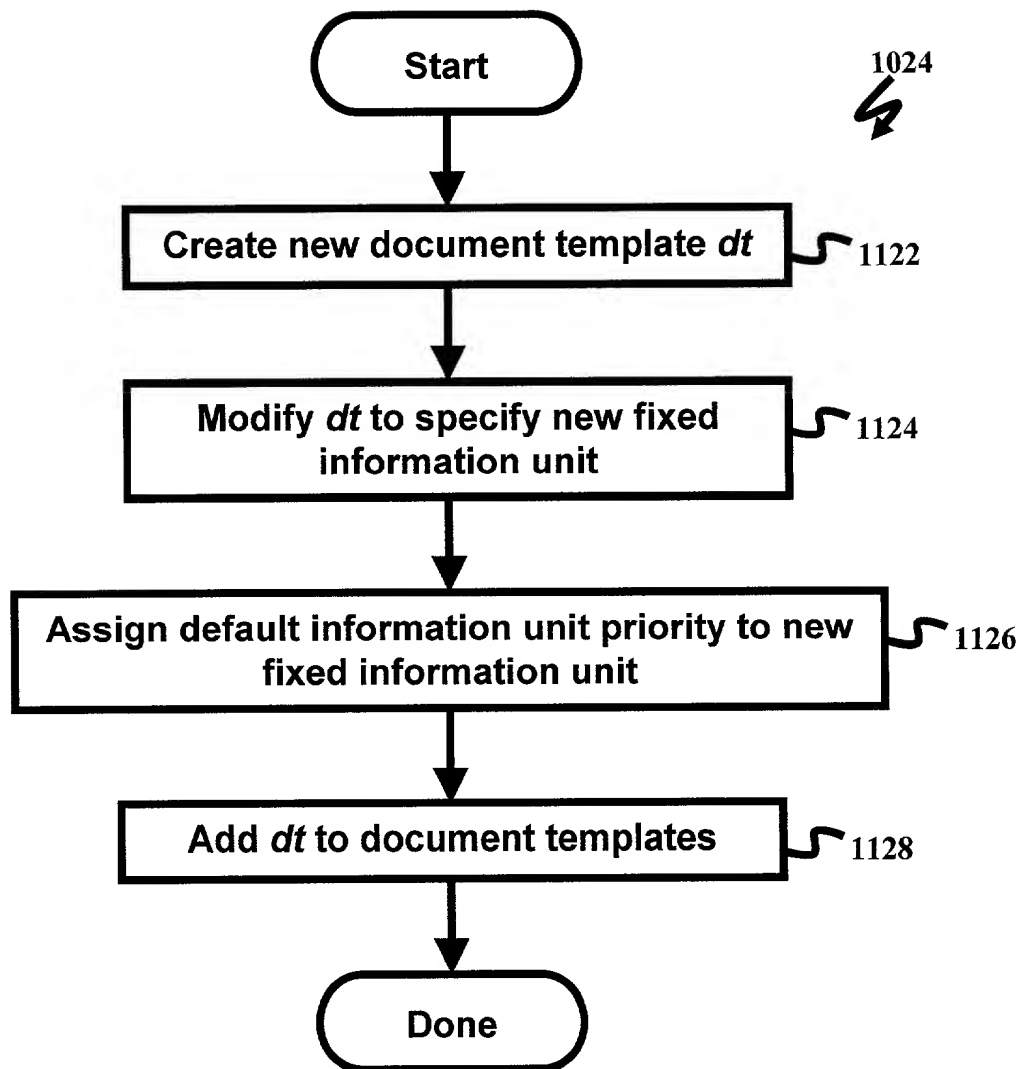 Start
1024
Create new document template dt
1122
Modify dt to specify new fixed
information unit
1124
Assign default information unit priority to new
fixed information unit
1126
Add dt to document templates
1128
Done